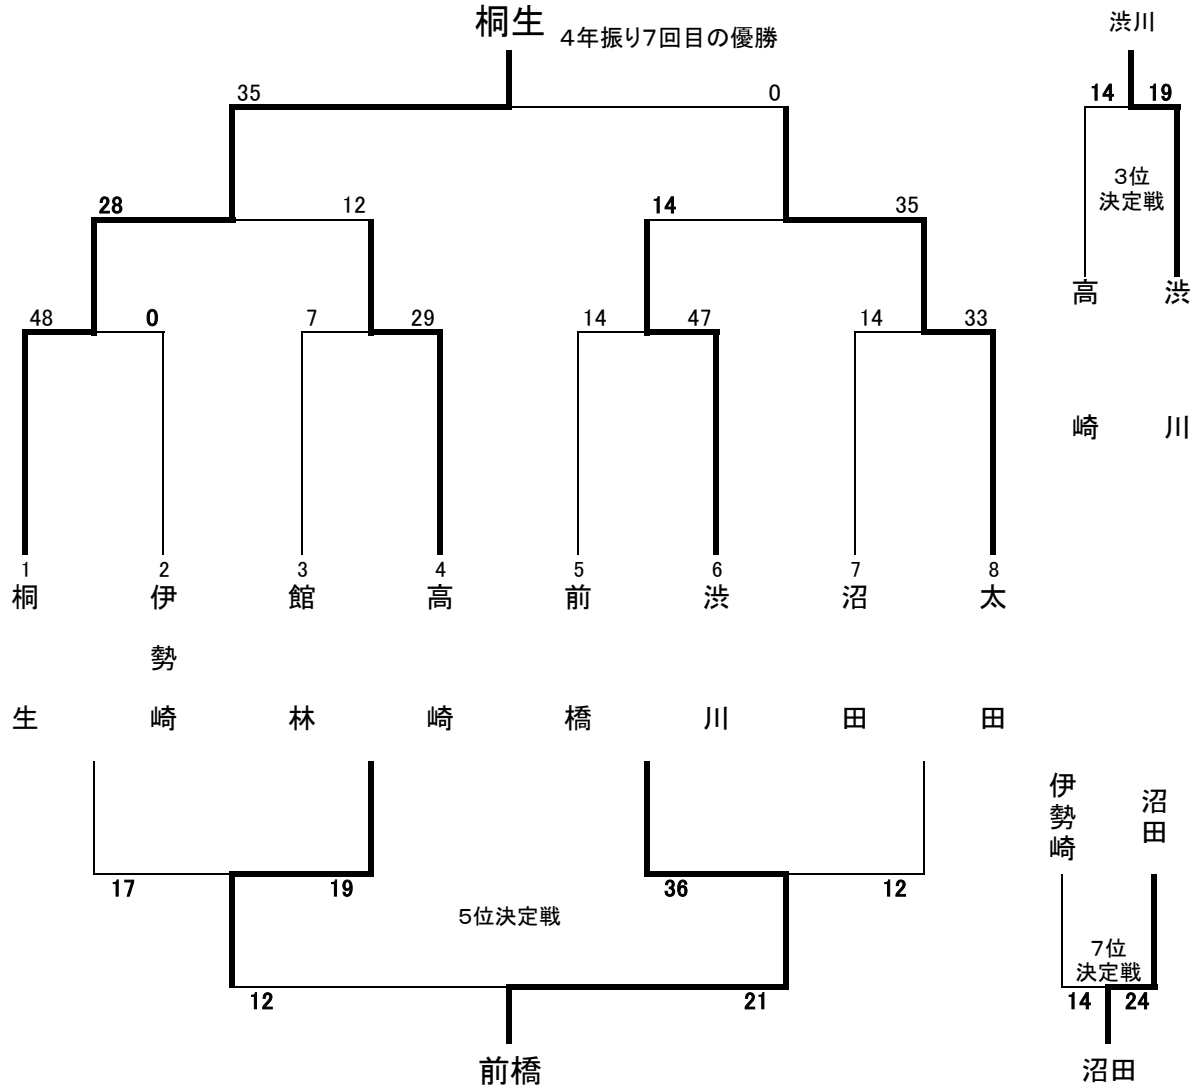 桐生 4年振り7回目の優勝
35 0
28 12 14 35
48 0 7 29 14 47 14 33
1 2 3 4 5 6 7 8
桐生
伊勢崎
館林
高崎
前橋
渋川
沼田
太田
渋川
14 19
3位
決定戦
高崎
渋川
17 19 36 12
5位決定戦
12 21
前橋
伊勢崎
沼田
7位
決定戦
14 24
沼田